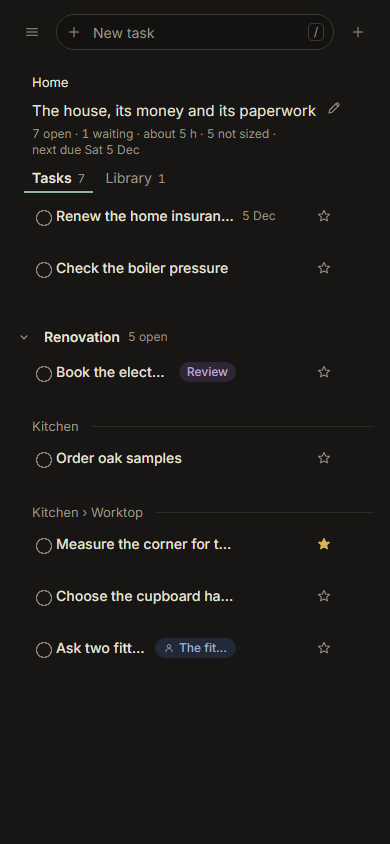 New task /
Home
The house, its money and its paperwork
7 open · 1 waiting · about 5 h · 5 not sized ·
next due Sat 5 Dec
Tasks 7 Library 1
Renew the home insuran... 5 Dec
Check the boiler pressure
Renovation 5 open
Book the elect... Review
Kitchen
Order oak samples
Kitchen › Worktop
Measure the corner for t...
Choose the cupboard ha...
Ask two fitt... The fit...